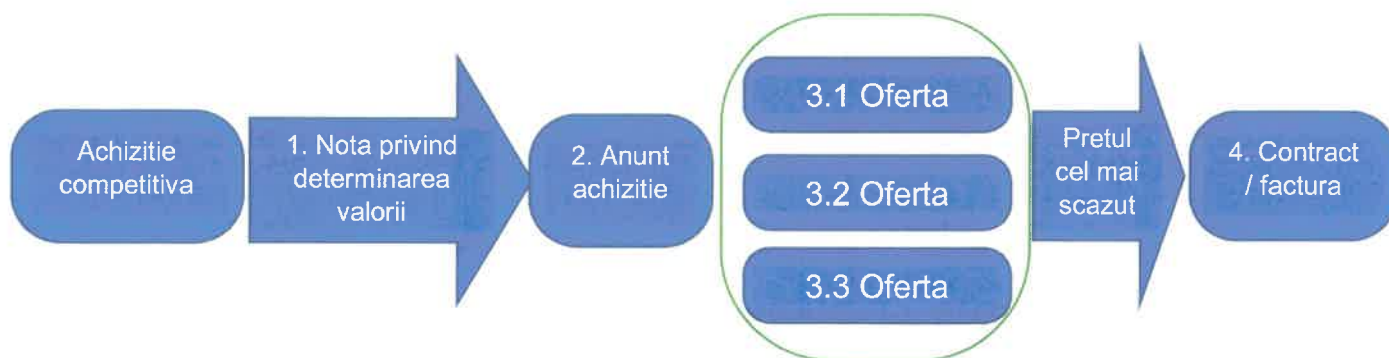 Achizitie
competitiva
1. Nota privind
determinarea
valorii
2. Anunt
achizitie
3.1 Oferta
3.2 Oferta
3.3 Oferta
Pretul
cel mai
scazut
4. Contract
/ factura